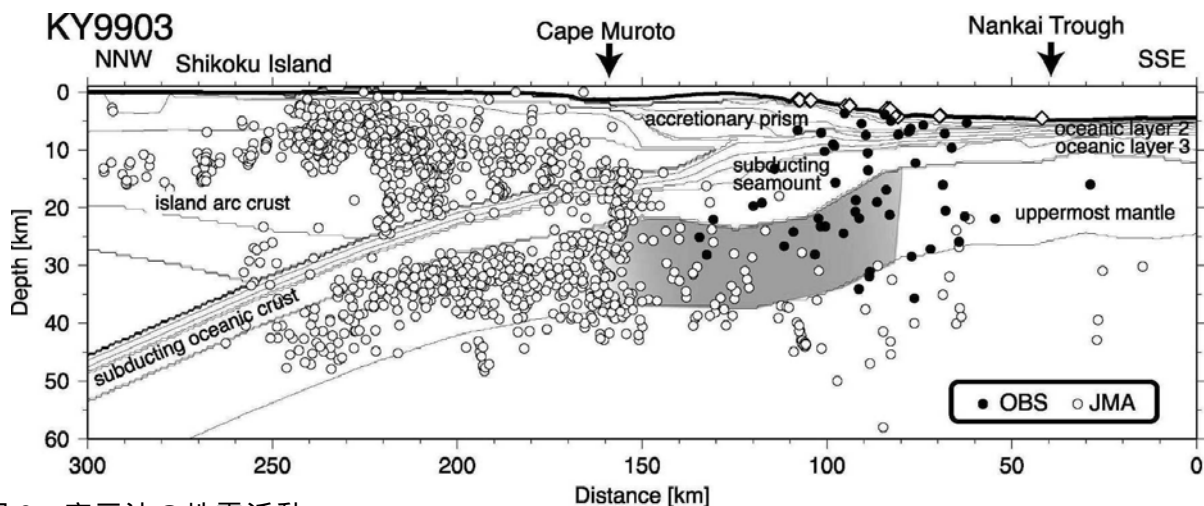 KY9903
NNW Shikoku Island
Cape Muroto
Nankai Trough
SSE
accretionary prism
oceanic layer 2
oceanic layer 3
subducting
seamount
island arc crust
uppermost mantle
subducting oceanic crust
Depth [km]
0
10
20
30
40
50
60
OBS JMA
300 250 200 150 100 50 0
Distance [km]